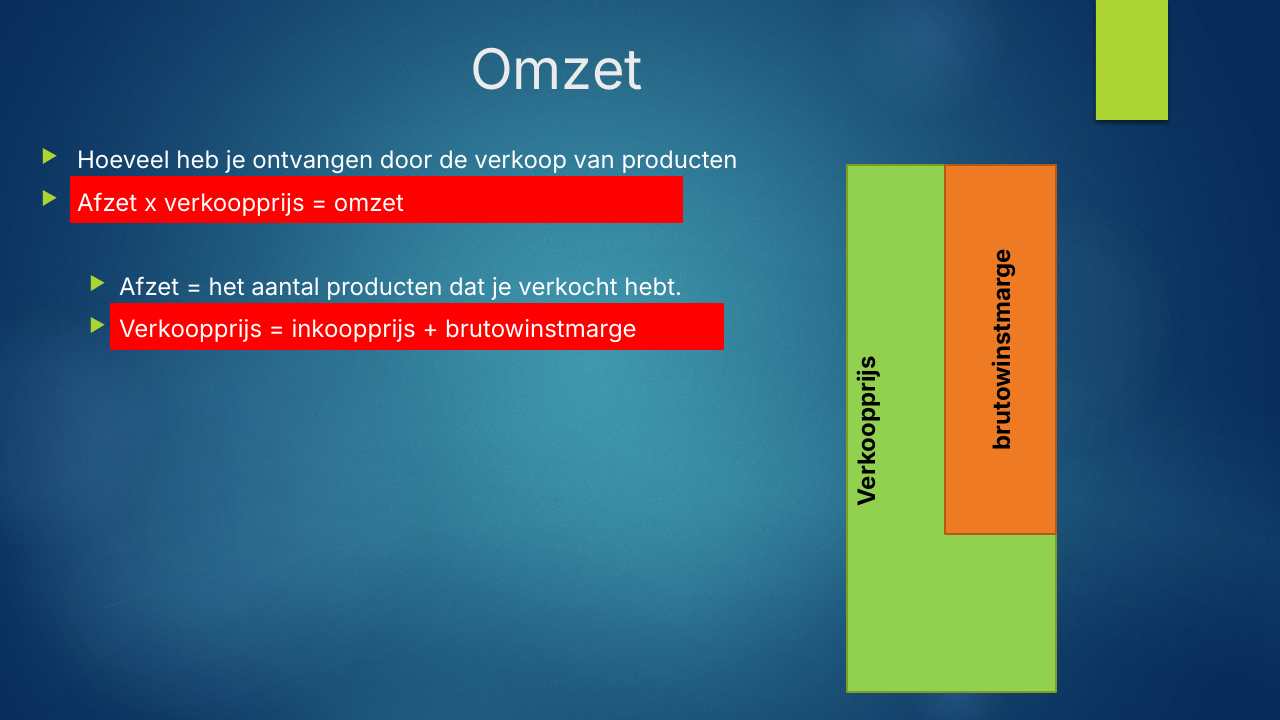 Omzet
Hoeveel heb je ontvangen door de verkoop van producten
Afzet x verkoopprijs = omzet
Afzet = het aantal producten dat je verkocht hebt.
Verkoopprijs = inkoopprijs + brutowinstmarge
Verkoopprijs
brutowinstmarge